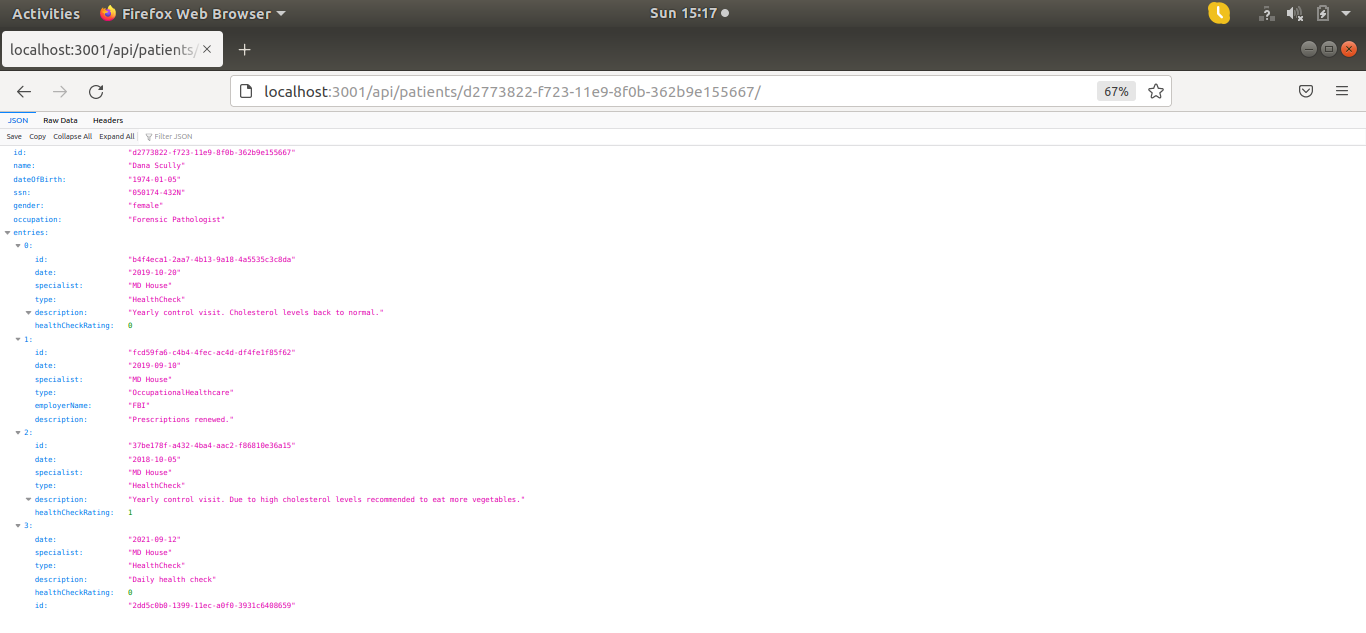 Activities Firefox Web Browser Sun 15:17
localhost:3001/api/patients/
localhost:3001/api/patients/d2773822-f723-11e9-8f0b-362b9e155667/ 67%
JSON Raw Data Headers
Save Copy Collapse All Expand All Filter JSON
id: "d2773822-f723-11e9-8f0b-362b9e155667"
name: "Dana Scully"
dateOfBirth: "1974-01-05"
ssn: "050174-432N"
gender: "female"
occupation: "Forensic Pathologist"
entries:
0:
id: "b4f4eca1-2aa7-4b13-9a18-4a5535c3c8da"
date: "2019-10-20"
specialist: "MD House"
type: "HealthCheck"
description: "Yearly control visit. Cholesterol levels back to normal."
healthCheckRating: 0
1:
id: "fcd59fa6-c4b4-4fec-ac4d-df4fe1f85f62"
date: "2019-09-10"
specialist: "MD House"
type: "OccupationalHealthcare"
employerName: "FBI"
description: "Prescriptions renewed."
2:
id: "37be178f-a432-4ba4-aac2-f86810e36a15"
date: "2018-10-05"
specialist: "MD House"
type: "HealthCheck"
description: "Yearly control visit. Due to high cholesterol levels recommended to eat more vegetables."
healthCheckRating: 1
3:
date: "2021-09-12"
specialist: "MD House"
type: "HealthCheck"
description: "Daily health check"
healthCheckRating: 0
id: "2dd5c0b0-1399-11ec-a0f0-3931c6408659"